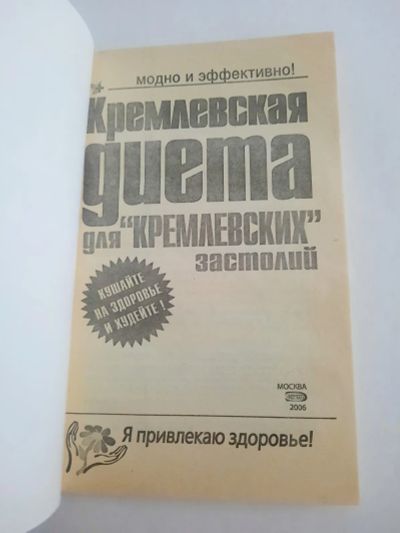 модно и эффективно!
Кремлевская
диета
для "КРЕМЛЕВСКИХ"
застолий
КУШАЙТЕ
НА ЗДОРОВЬЕ
И ХУДЕЙТЕ!
МОСКВА
2006
Я привлекаю здоровье!